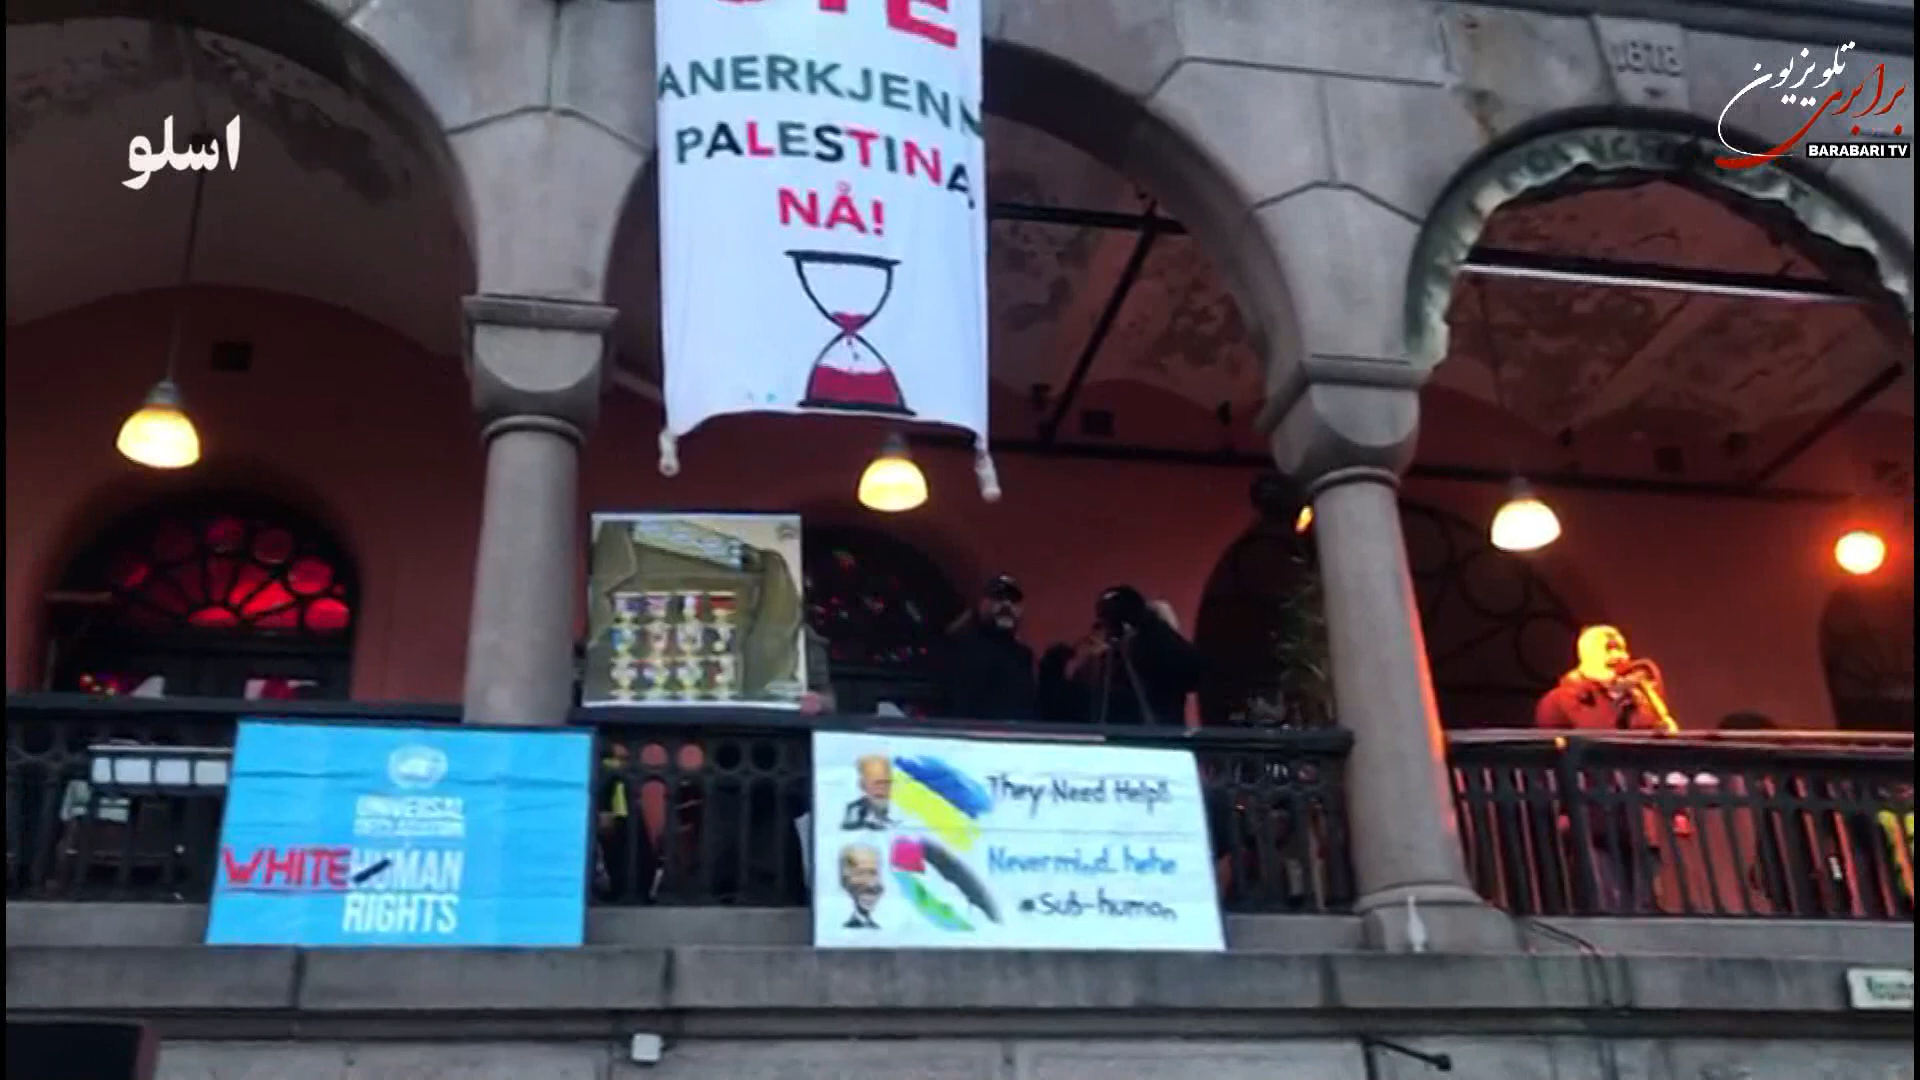 اسلو
ANERKJENN
PALESTINA
NÅ!
1878
تلویزیون
برابری
BARABARI TV
UNIVERSAL
DECLARATION
WHITE HUMAN
RIGHTS
They Need Help!!
Nevermind hehe
#Sub-human